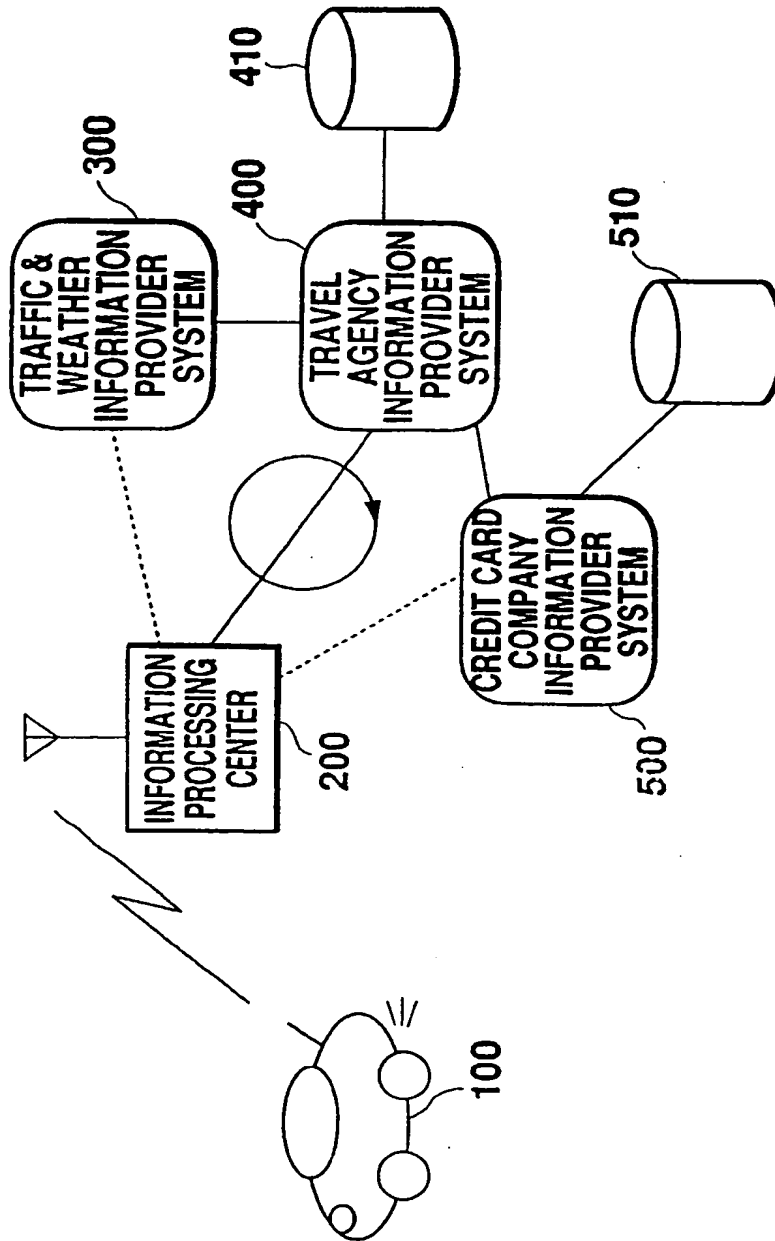 TRAFFIC &
WEATHER
INFORMATION
PROVIDER
SYSTEM
300
INFORMATION
PROCESSING
CENTER
200
TRAVEL
AGENCY
INFORMATION
PROVIDER
SYSTEM
400
410
CREDIT CARD
COMPANY
INFORMATION
PROVIDER
SYSTEM
500
510
100